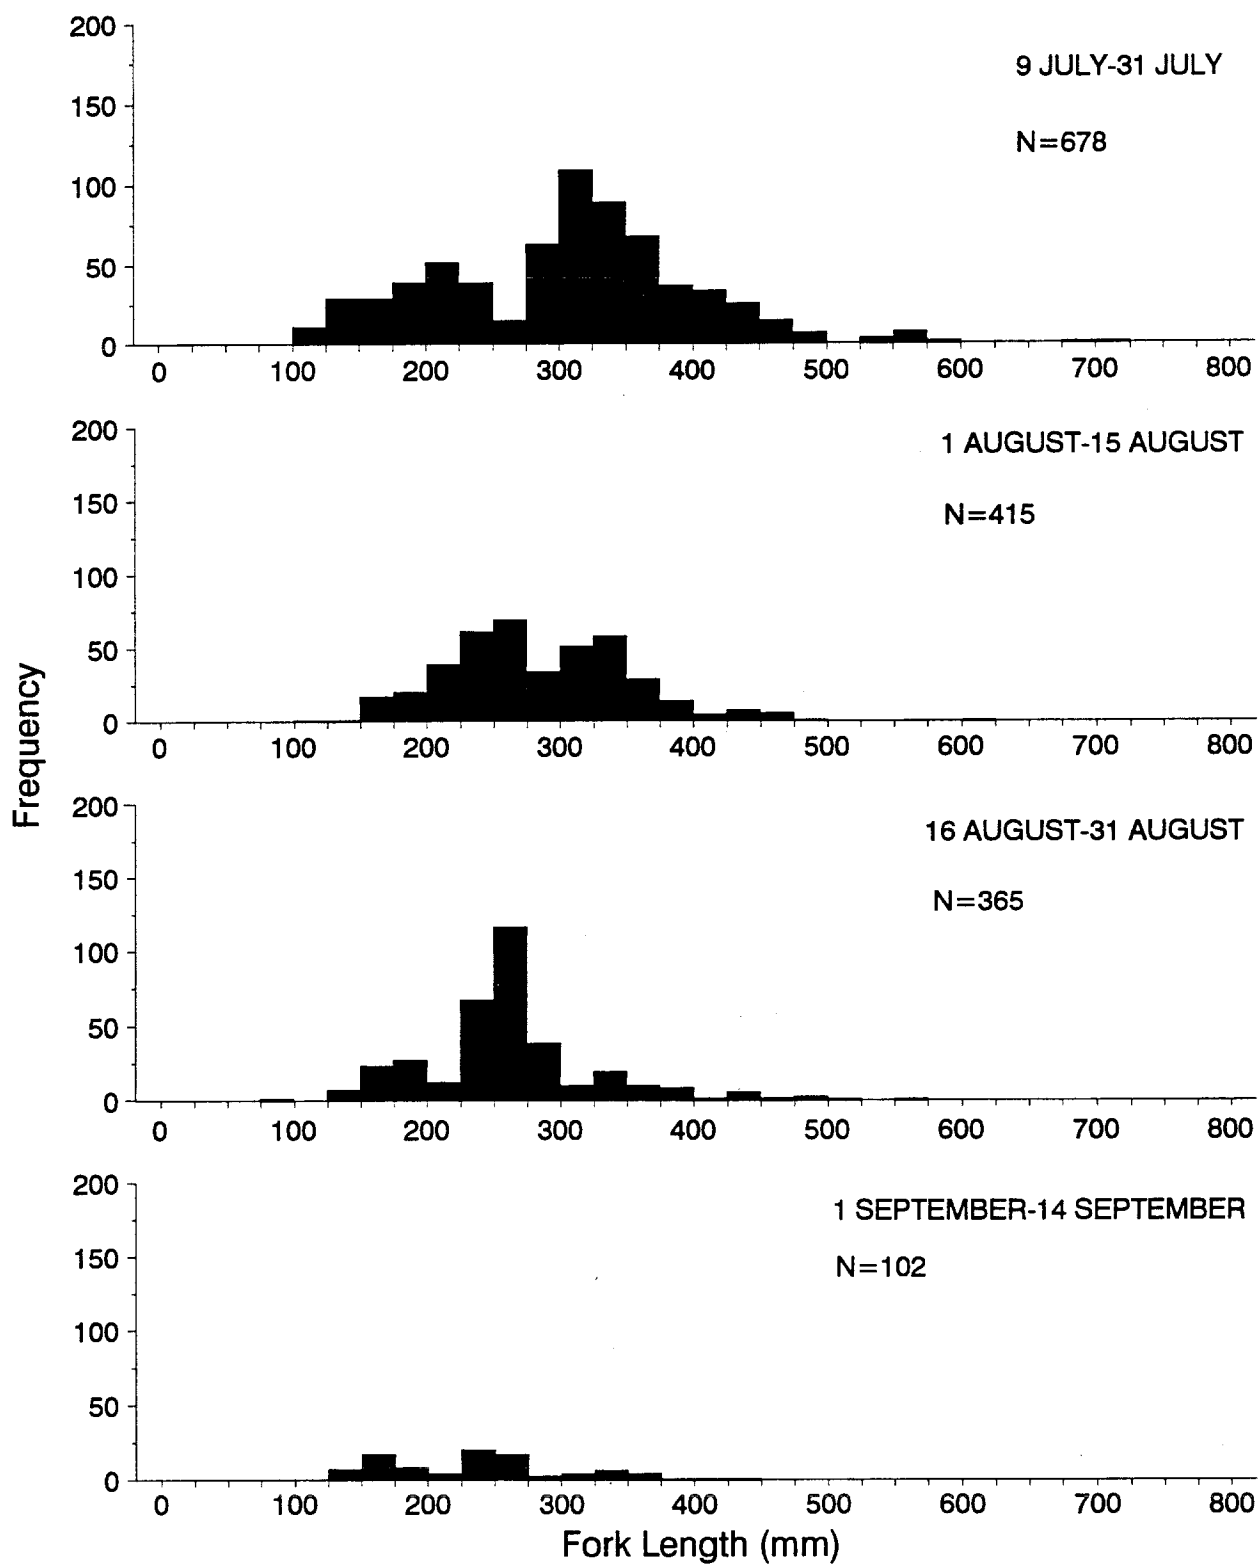 200
9 JULY-31 JULY
150
N=678
100
50
0
0 100 200 300 400 500 600 700 800
200
1 AUGUST-15 AUGUST
150
N=415
100
50
0
0 100 200 300 400 500 600 700 800
Frequency
200
16 AUGUST-31 AUGUST
150
N=365
100
50
0
0 100 200 300 400 500 600 700 800
200
1 SEPTEMBER-14 SEPTEMBER
150
N=102
100
50
0
0 100 200 300 400 500 600 700 800
Fork Length (mm)